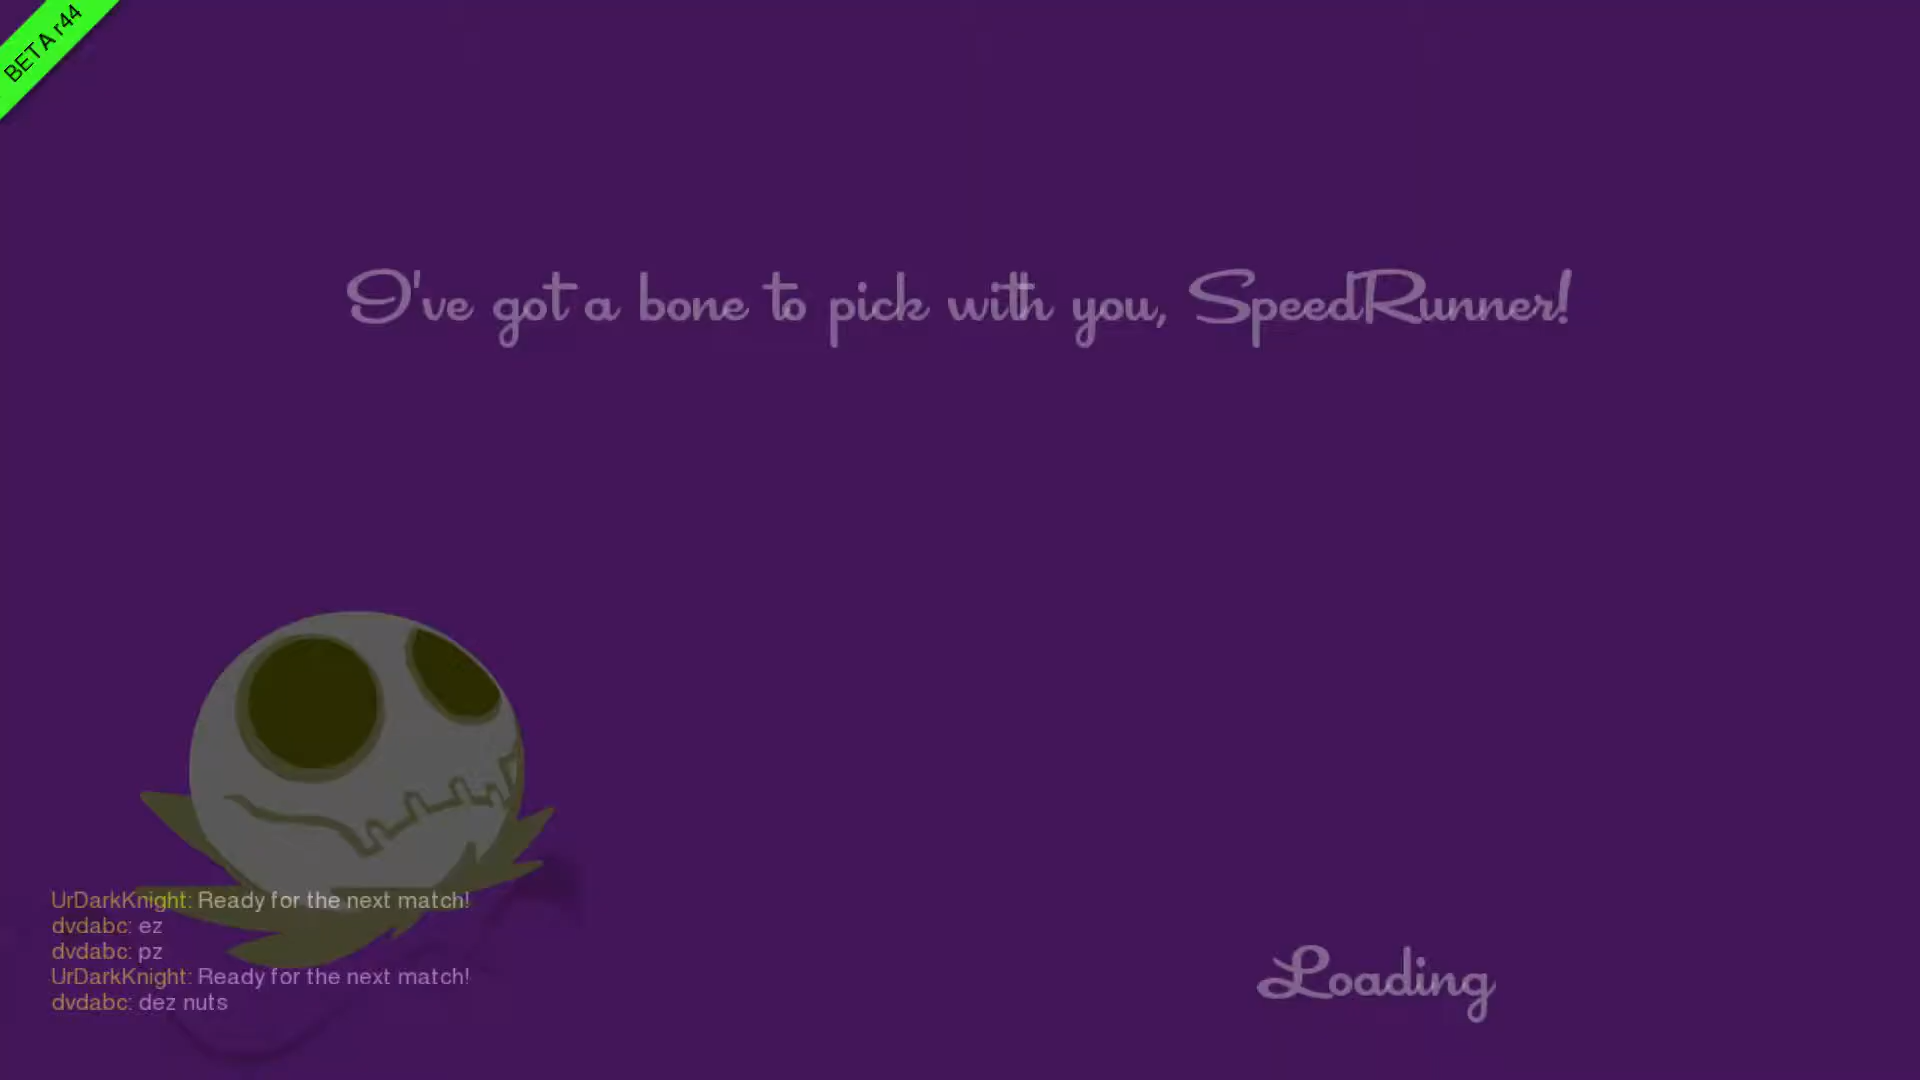 BETA r44
I've got a bone to pick with you, SpeedRunner!
UrDarkKnight: Ready for the next match!
dvdabc: ez
dvdabc: pz
UrDarkKnight: Ready for the next match!
dvdabc: dez nuts
Loading